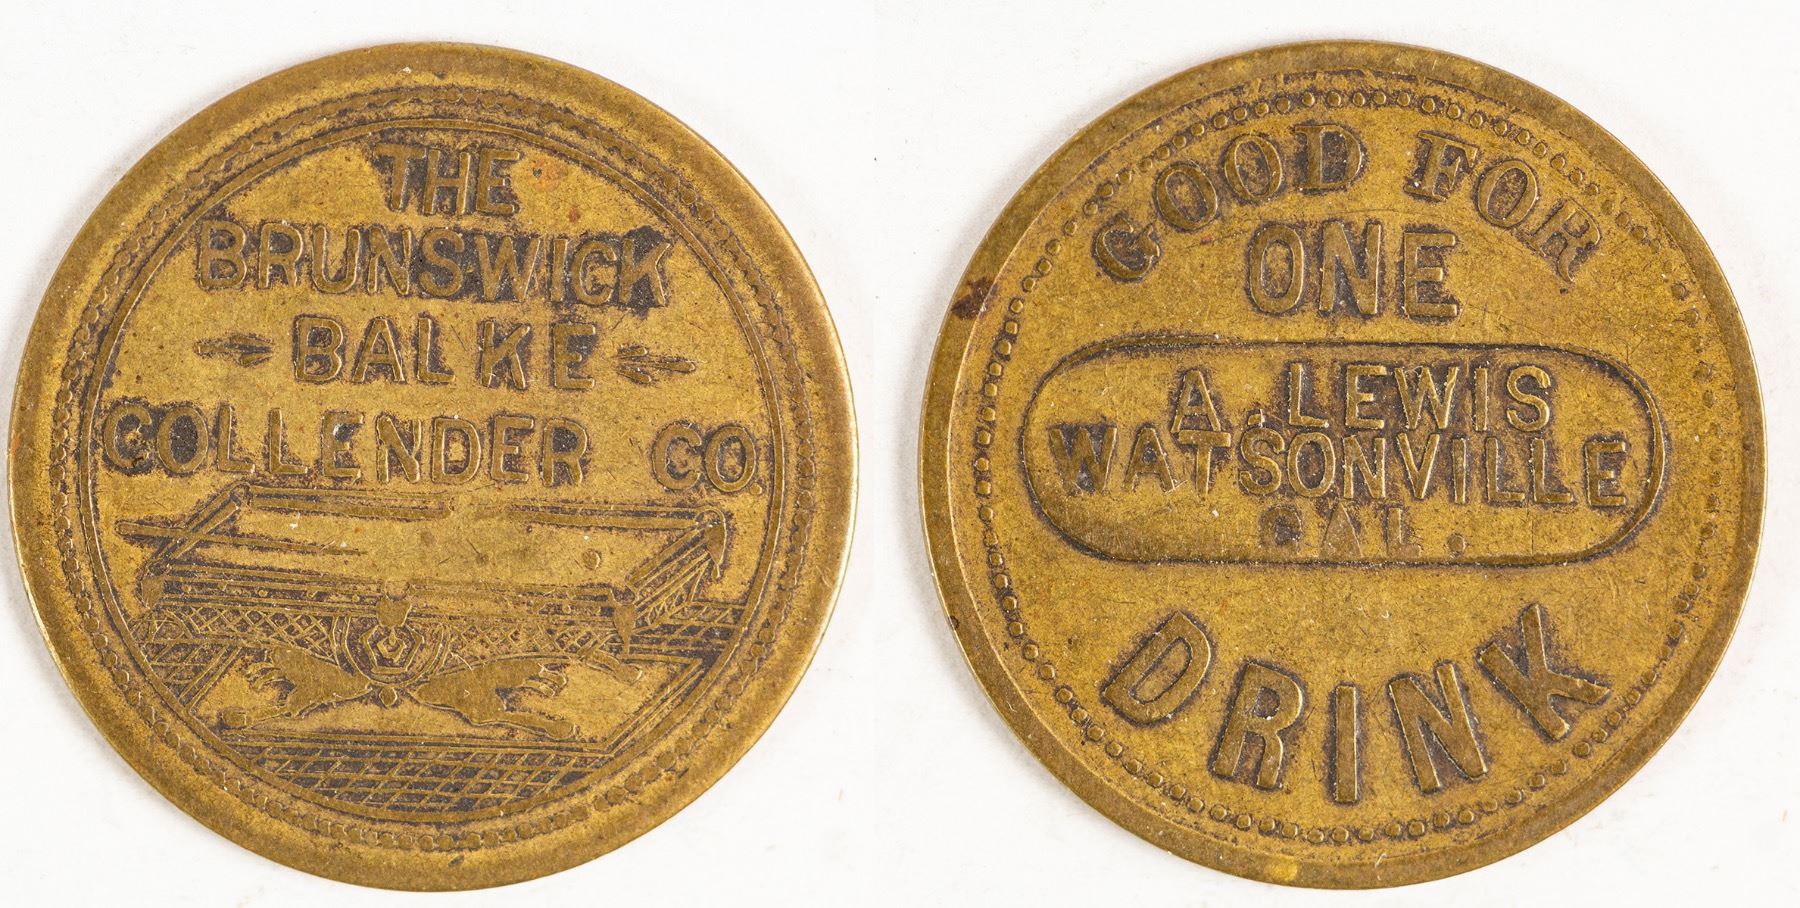 THE
BRUNSWICK
BALKE
COLLENDER CO.
GOOD FOR
ONE
A. LEWIS
WATSONVILLE
CAL.
DRINK